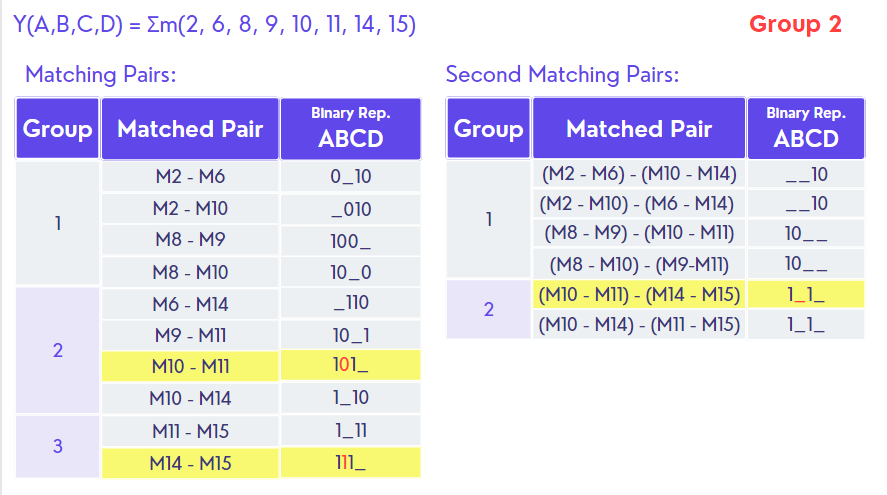 Y(A,B,C,D) = Σm(2, 6, 8, 9, 10, 11, 14, 15)
Group 2
Matching Pairs:
Group Matched Pair Binary Rep. ABCD
1
M2 - M6 0_10
M2 - M10 _010
M8 - M9 100_
M8 - M10 10_0
2
M6 - M14 _110
M9 - M11 10_1
M10 - M11 101_
M10 - M14 1_10
3
M11 - M15 1_11
M14 - M15 111_
Second Matching Pairs:
Group Matched Pair Binary Rep. ABCD
1
(M2 - M6) - (M10 - M14) __10
(M2 - M10) - (M6 - M14) __10
(M8 - M9) - (M10 - M11) 10__
(M8 - M10) - (M9-M11) 10__
2
(M10 - M11) - (M14 - M15) 1_1_
(M10 - M14) - (M11 - M15) 1_1_